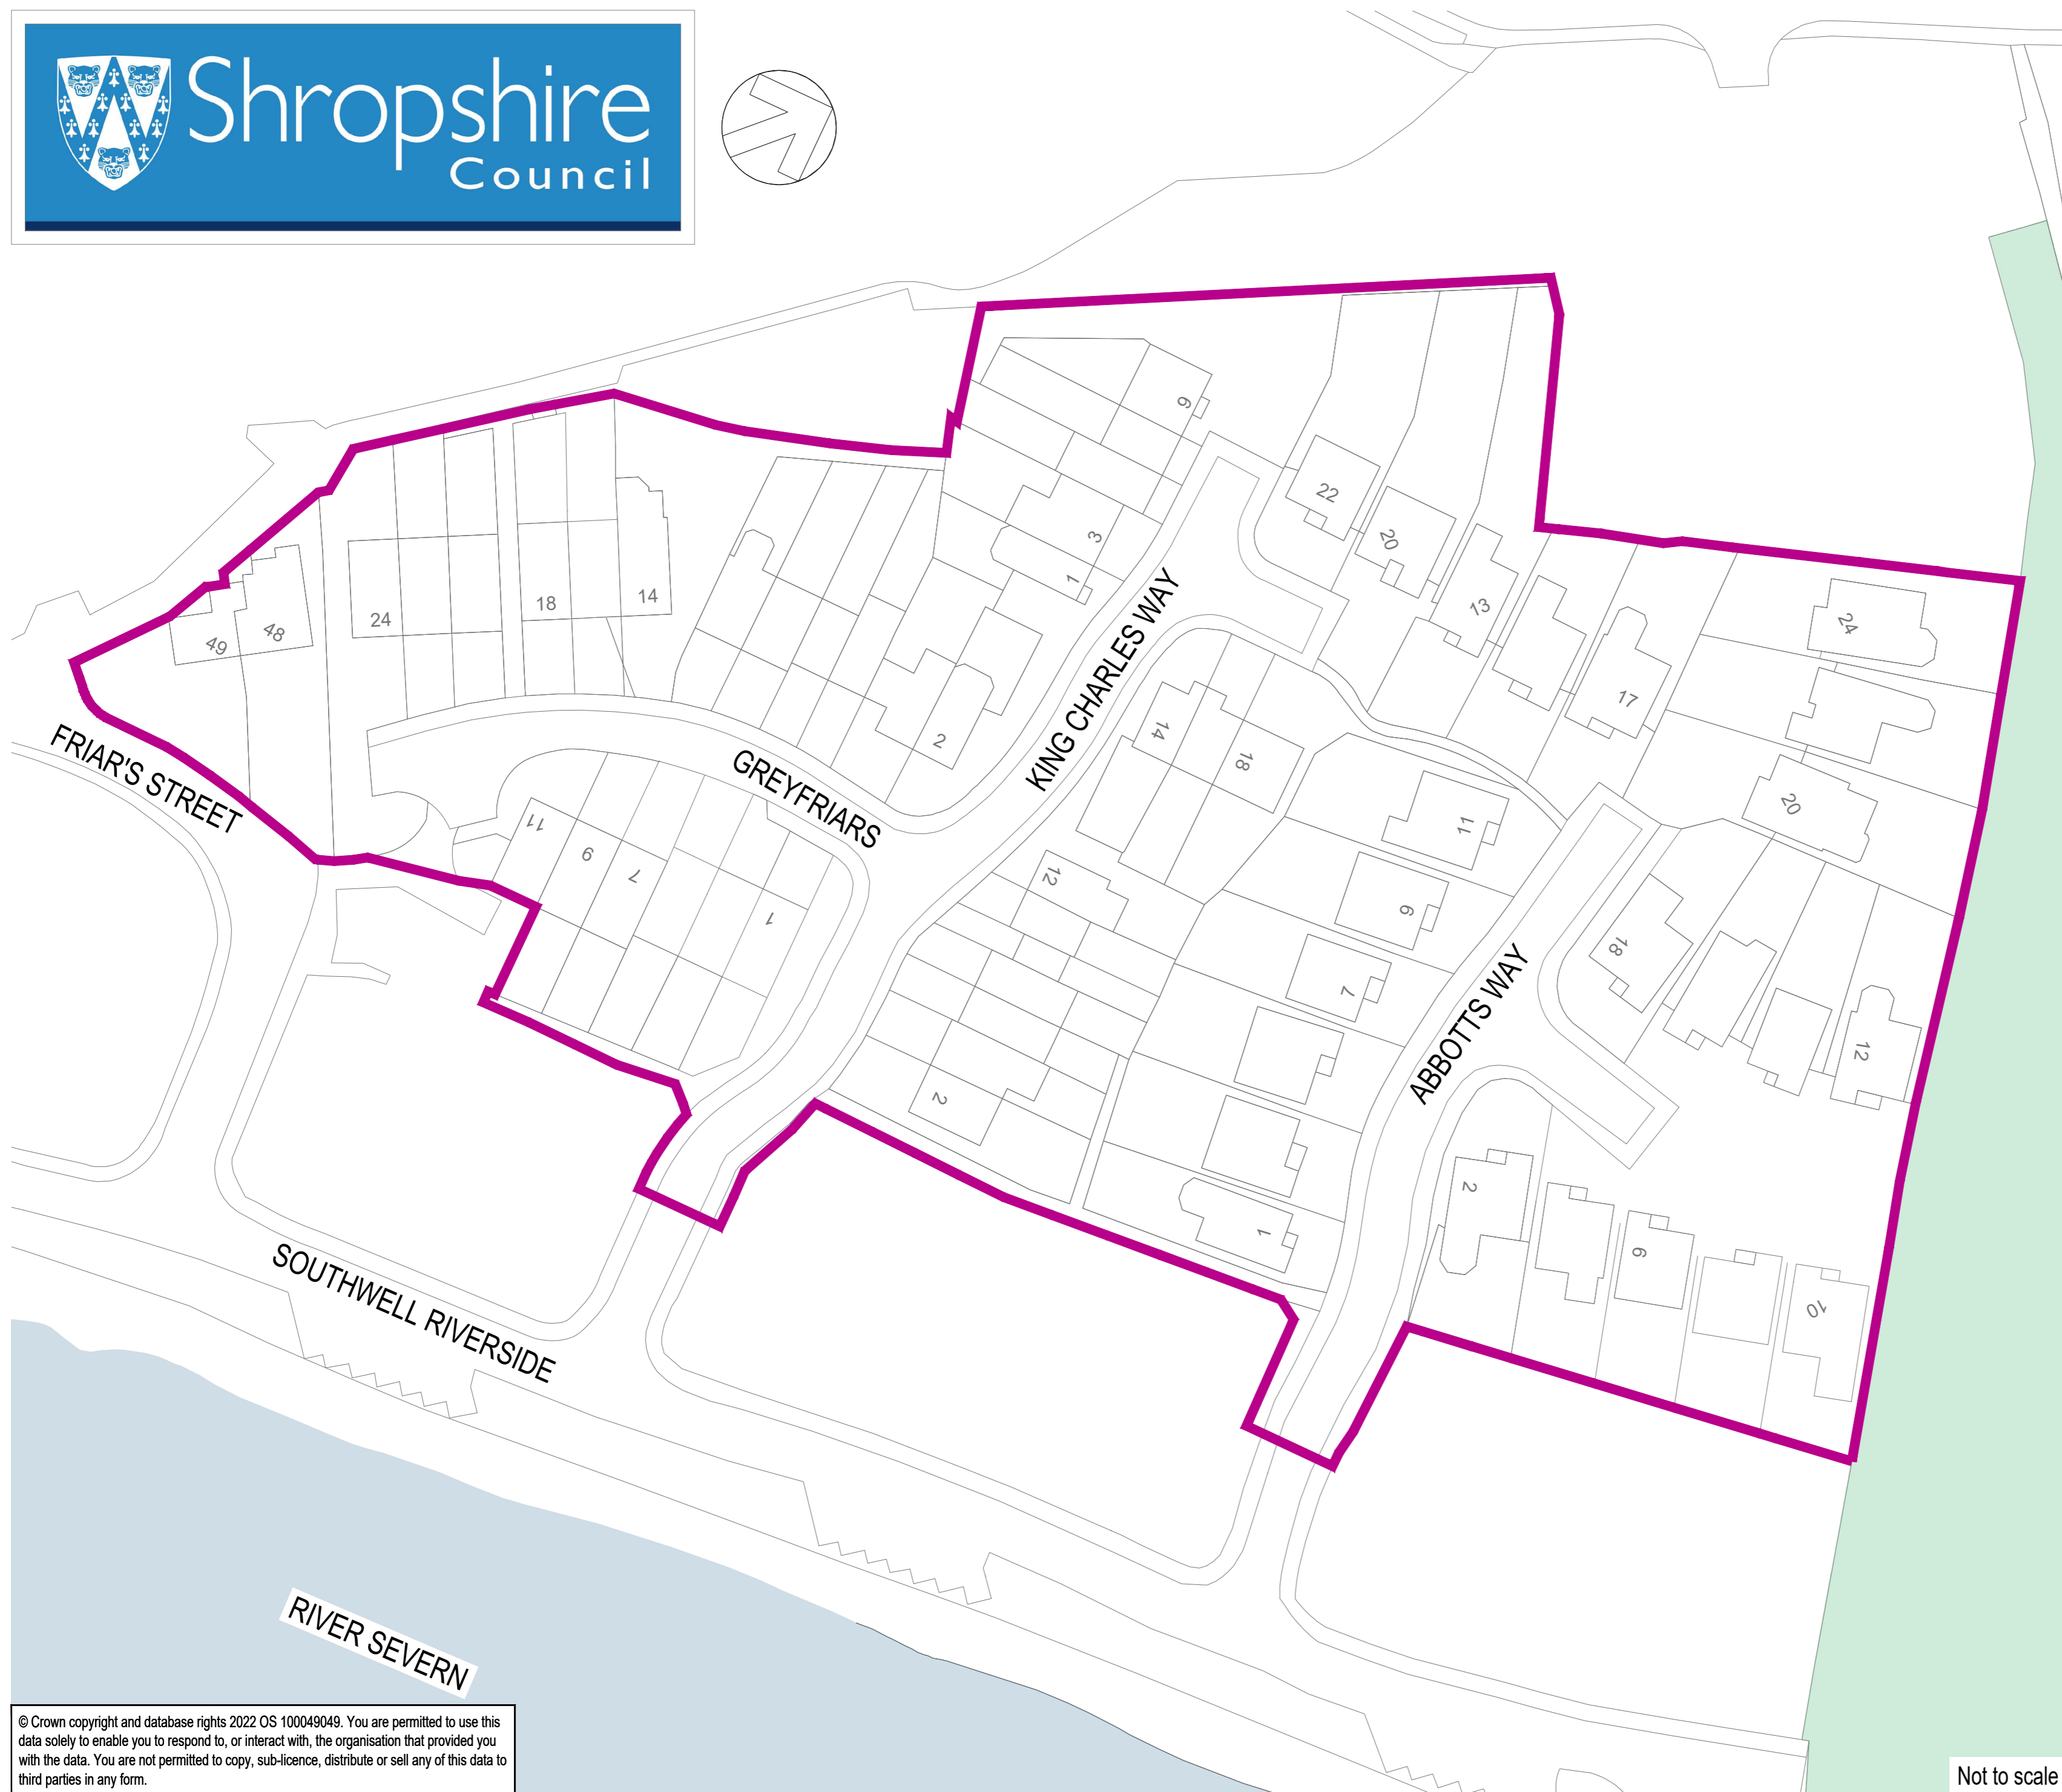 Shropshire
Council
6
22
20
13
3
1
24
18
14
24
49
48
17
2
14
18
20
KING CHARLES WAY
FRIAR'S STREET
GREYFRIARS
11
9
7
1
12
11
9
7
18
12
ABBOTTS WAY
2
2
1
6
10
SOUTHWELL RIVERSIDE
RIVER SEVERN
© Crown copyright and database rights 2022 OS 100049049. You are permitted to use this
data solely to enable you to respond to, or interact with, the organisation that provided you
with the data. You are not permitted to copy, sub-licence, distribute or sell any of this data to
third parties in any form.
Not to scale